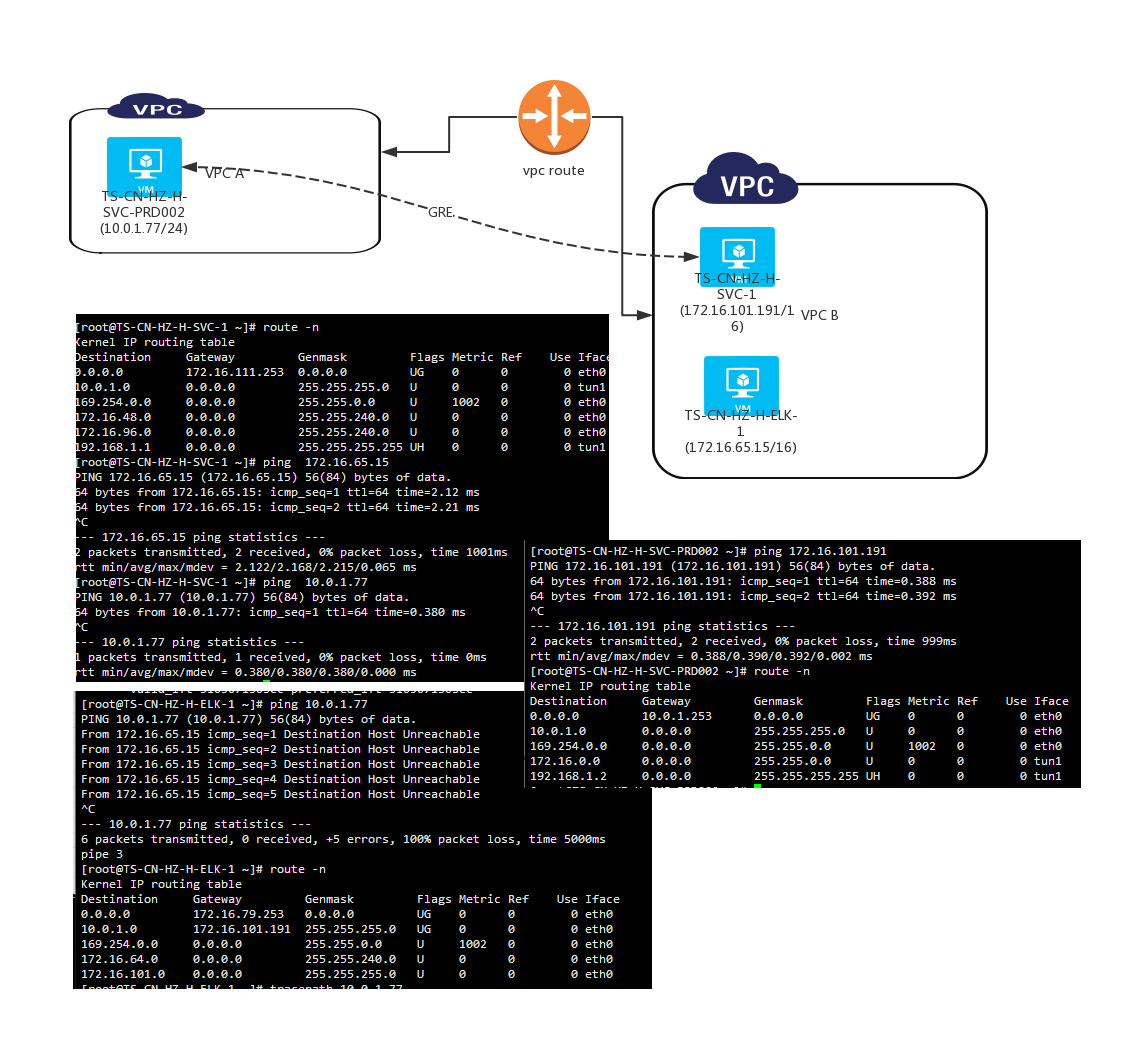 VPC
VM
VPC A
TS-CN-HZ-H-
SVC-PRD002
(10.0.1.77/24)
vpc route
GRE
VPC
TS-CN-HZ-H-
SVC-1
(172.16.101.191/1
6)
VPC B
VM
TS-CN-HZ-H-ELK-
1
(172.16.65.15/16)
[root@TS-CN-HZ-H-SVC-1 ~]# route -n
Kernel IP routing table
Destination Gateway Genmask Flags Metric Ref Use Iface
0.0.0.0 172.16.111.253 0.0.0.0 UG 0 0 0 eth0
10.0.1.0 0.0.0.0 255.255.255.0 U 0 0 0 tun1
169.254.0.0 0.0.0.0 255.255.0.0 U 1002 0 0 eth0
172.16.48.0 0.0.0.0 255.255.240.0 U 0 0 0 eth0
172.16.96.0 0.0.0.0 255.255.240.0 U 0 0 0 eth0
192.168.1.1 0.0.0.0 255.255.255.255 UH 0 0 0 tun1
[root@TS-CN-HZ-H-SVC-1 ~]# ping  172.16.65.15
PING 172.16.65.15 (172.16.65.15) 56(84) bytes of data.
64 bytes from 172.16.65.15: icmp_seq=1 ttl=64 time=2.12 ms
64 bytes from 172.16.65.15: icmp_seq=2 ttl=64 time=2.21 ms
^C
--- 172.16.65.15 ping statistics ---
2 packets transmitted, 2 received, 0% packet loss, time 1001ms
rtt min/avg/max/mdev = 2.122/2.168/2.215/0.065 ms
[root@TS-CN-HZ-H-SVC-1 ~]# ping  10.0.1.77
PING 10.0.1.77 (10.0.1.77) 56(84) bytes of data.
64 bytes from 10.0.1.77: icmp_seq=1 ttl=64 time=0.380 ms
^C
--- 10.0.1.77 ping statistics ---
1 packets transmitted, 1 received, 0% packet loss, time 0ms
rtt min/avg/max/mdev = 0.380/0.380/0.380/0.000 ms
[root@TS-CN-HZ-H-SVC-PRD002 ~]# ping 172.16.101.191
PING 172.16.101.191 (172.16.101.191) 56(84) bytes of data.
64 bytes from 172.16.101.191: icmp_seq=1 ttl=64 time=0.388 ms
64 bytes from 172.16.101.191: icmp_seq=2 ttl=64 time=0.392 ms
^C
--- 172.16.101.191 ping statistics ---
2 packets transmitted, 2 received, 0% packet loss, time 999ms
rtt min/avg/max/mdev = 0.388/0.390/0.392/0.002 ms
[root@TS-CN-HZ-H-SVC-PRD002 ~]# route -n
Kernel IP routing table
Destination Gateway Genmask Flags Metric Ref Use Iface
0.0.0.0 10.0.1.253 0.0.0.0 UG 0 0 0 eth0
10.0.1.0 0.0.0.0 255.255.255.0 U 0 0 0 eth0
169.254.0.0 0.0.0.0 255.255.0.0 U 1002 0 0 eth0
172.16.0.0 0.0.0.0 255.255.0.0 U 0 0 0 tun1
192.168.1.2 0.0.0.0 255.255.255.255 UH 0 0 0 tun1
[root@TS-CN-HZ-H-ELK-1 ~]# ping 10.0.1.77
PING 10.0.1.77 (10.0.1.77) 56(84) bytes of data.
From 172.16.65.15 icmp_seq=1 Destination Host Unreachable
From 172.16.65.15 icmp_seq=2 Destination Host Unreachable
From 172.16.65.15 icmp_seq=3 Destination Host Unreachable
From 172.16.65.15 icmp_seq=4 Destination Host Unreachable
From 172.16.65.15 icmp_seq=5 Destination Host Unreachable
^C
--- 10.0.1.77 ping statistics ---
6 packets transmitted, 0 received, +5 errors, 100% packet loss, time 5000ms
pipe 3
[root@TS-CN-HZ-H-ELK-1 ~]# route -n
Kernel IP routing table
Destination Gateway Genmask Flags Metric Ref Use Iface
0.0.0.0 172.16.79.253 0.0.0.0 UG 0 0 0 eth0
10.0.1.0 172.16.101.191 255.255.255.0 UG 0 0 0 eth0
169.254.0.0 0.0.0.0 255.255.0.0 U 1002 0 0 eth0
172.16.64.0 0.0.0.0 255.255.240.0 U 0 0 0 eth0
172.16.101.0 0.0.0.0 255.255.255.0 U 0 0 0 eth0
[root@TS-CN-HZ-H-ELK-1 ~]# tracepath 10.0.1.77